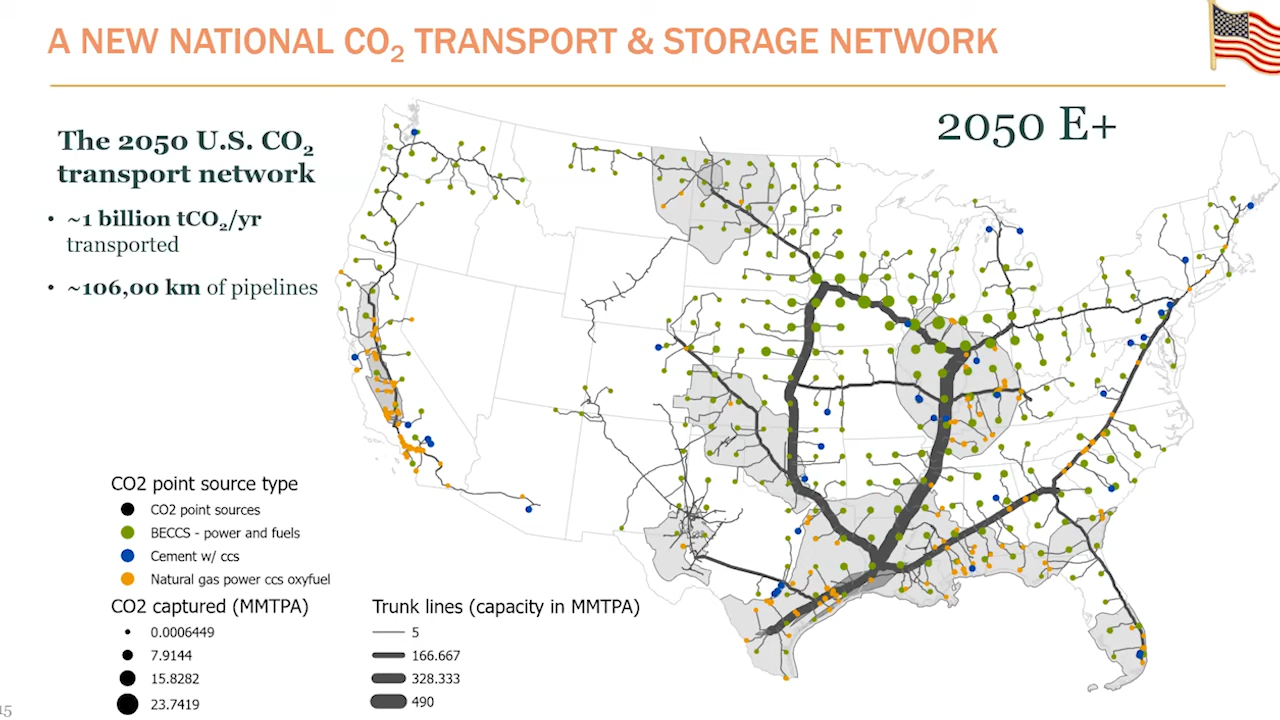 A NEW NATIONAL CO₂ TRANSPORT & STORAGE NETWORK
2050 E+
The 2050 U.S. CO₂
transport network
• ~1 billion tCO₂/yr
transported
• ~106,00 km of pipelines
CO2 point source type
CO2 point sources
BECCS - power and fuels
Cement w/ ccs
Natural gas power ccs oxyfuel
CO2 captured (MMTPA)
0.0006449
7.9144
15.8282
23.7419
Trunk lines (capacity in MMTPA)
5
166.667
328.333
490
15